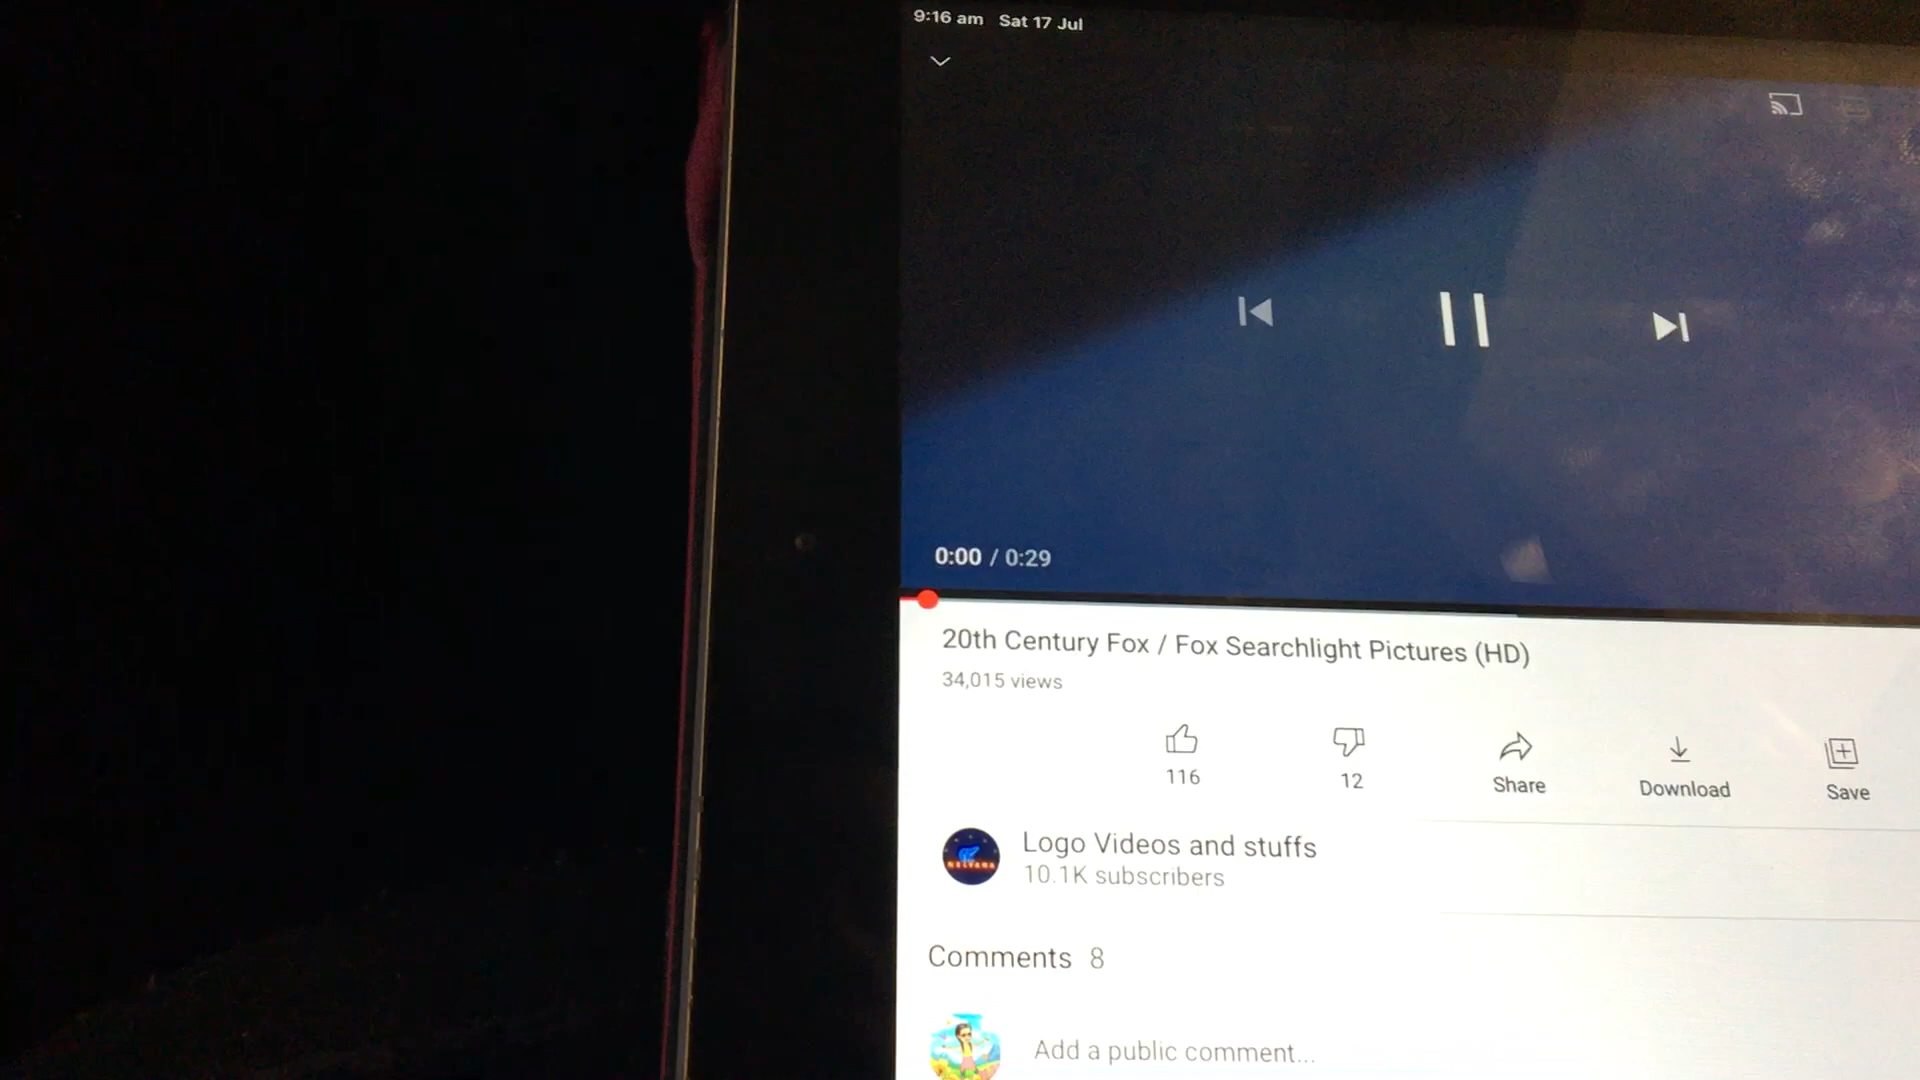 9:16 am Sat 17 Jul
0:00 / 0:29
20th Century Fox / Fox Searchlight Pictures (HD)
34,015 views
116
12
Share
Download
Save
Logo Videos and stuffs
10.1K subscribers
Comments 8
Add a public comment...